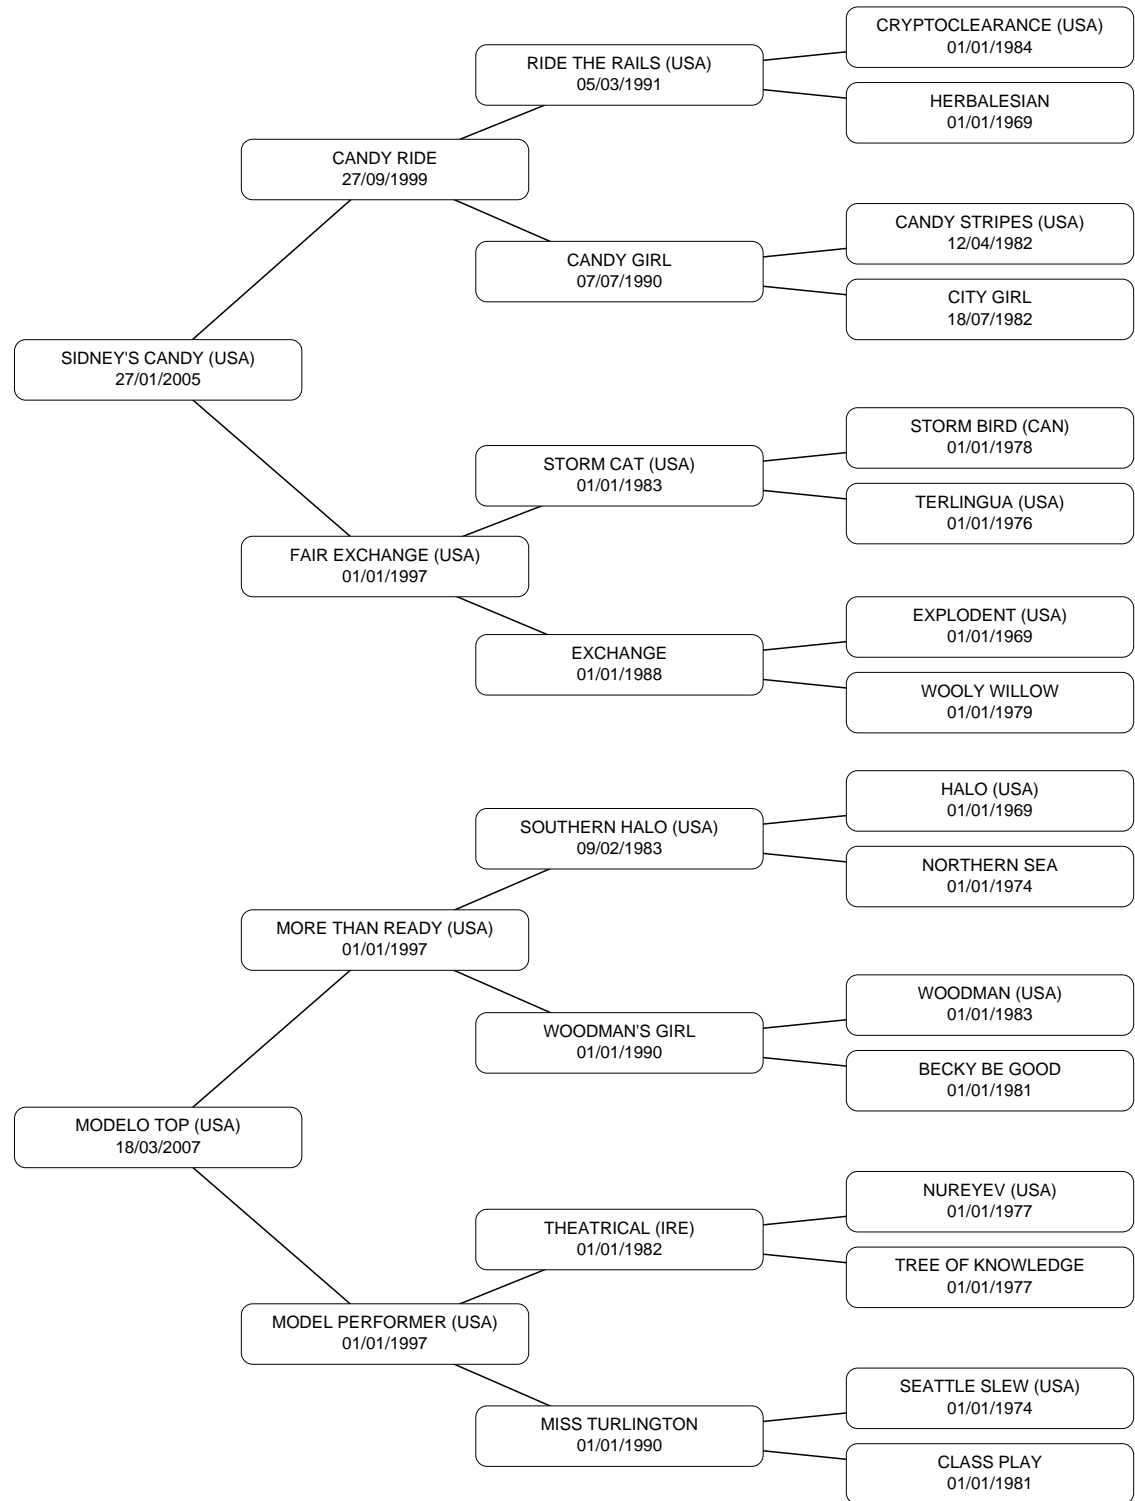 CRYPTOCLEARANCE (USA)
01/01/1984
RIDE THE RAILS (USA)
05/03/1991
HERBALESIAN
01/01/1969
CANDY RIDE
27/09/1999
CANDY STRIPES (USA)
12/04/1982
CANDY GIRL
07/07/1990
CITY GIRL
18/07/1982
SIDNEY'S CANDY (USA)
27/01/2005
STORM BIRD (CAN)
01/01/1978
STORM CAT (USA)
01/01/1983
TERLINGUA (USA)
01/01/1976
FAIR EXCHANGE (USA)
01/01/1997
EXPLODENT (USA)
01/01/1969
EXCHANGE
01/01/1988
WOOLY WILLOW
01/01/1979
HALO (USA)
01/01/1969
SOUTHERN HALO (USA)
09/02/1983
NORTHERN SEA
01/01/1974
MORE THAN READY (USA)
01/01/1997
WOODMAN (USA)
01/01/1983
WOODMAN'S GIRL
01/01/1990
BECKY BE GOOD
01/01/1981
MODELO TOP (USA)
18/03/2007
NUREYEV (USA)
01/01/1977
THEATRICAL (IRE)
01/01/1982
TREE OF KNOWLEDGE
01/01/1977
MODEL PERFORMER (USA)
01/01/1997
SEATTLE SLEW (USA)
01/01/1974
MISS TURLINGTON
01/01/1990
CLASS PLAY
01/01/1981